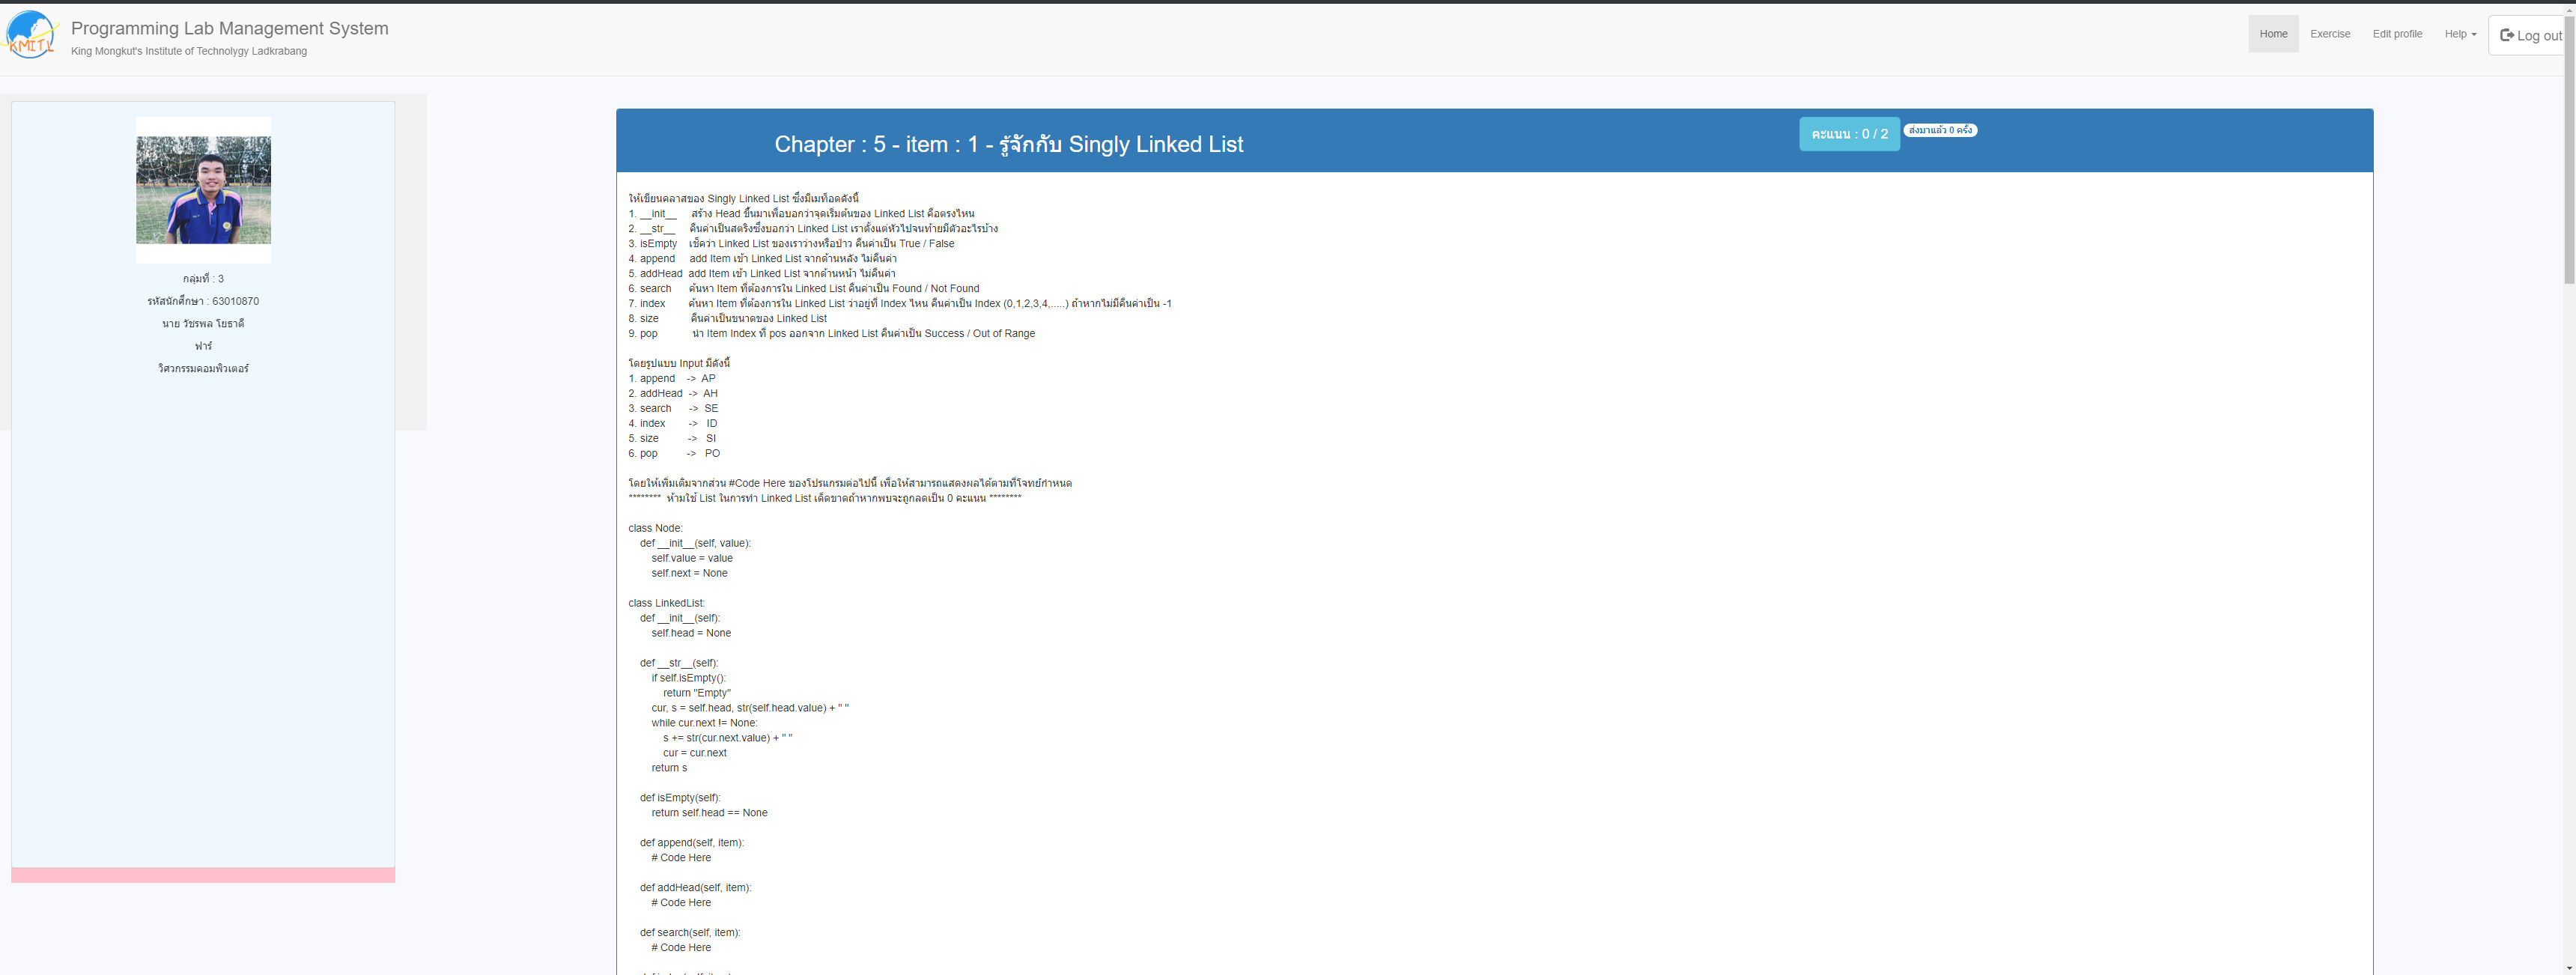 KMITL
Programming Lab Management System
King Mongkut's Institute of Technolygy Ladkrabang
Home
Exercise
Edit profile
Help
Log out
กลุ่มที่ : 3
รหัสนักศึกษา : 63010870
นาย วัชรพล โยธาดี
ฟาร์
วิศวกรรมคอมพิวเตอร์
Chapter : 5 - item : 1 - รู้จักกับ Singly Linked List
คะแนน : 0 / 2
ส่งมาแล้ว 0 ครั้ง
ให้เขียนคลาสของ Singly Linked List ซึ่งมีเมท็อดดังนี้
1. __init__ สร้าง Head ขึ้นมาเพื่อบอกว่าจุดเริ่มต้นของ Linked List คือตรงไหน
2. __str__ คืนค่าเป็นสตริงซึ่งบอกว่า Linked List เราตั้งแต่หัวไปจนท้ายมีตัวอะไรบ้าง
3. isEmpty เช็คว่า Linked List ของเราว่างหรือป่าว คืนค่าเป็น True / False
4. append add Item เข้า Linked List จากด้านหลัง ไม่คืนค่า
5. addHead add Item เข้า Linked List จากด้านหน้า ไม่คืนค่า
6. search ค้นหา Item ที่ต้องการใน Linked List คืนค่าเป็น Found / Not Found
7. index ค้นหา Item ที่ต้องการใน Linked List ว่าอยู่ที่ Index ไหน คืนค่าเป็น Index (0,1,2,3,4,.....) ถ้าหากไม่มีคืนค่าเป็น -1
8. size คืนค่าเป็นขนาดของ Linked List
9. pop นำ Item Index ที่ pos ออกจาก Linked List คืนค่าเป็น Success / Out of Range
โดยรูปแบบ Input มีดังนี้
1. append -> AP
2. addHead -> AH
3. search -> SE
4. index -> ID
5. size -> SI
6. pop -> PO
โดยให้เพิ่มเติมจากส่วน #Code Here ของโปรแกรมต่อไปนี้ เพื่อให้สามารถแสดงผลได้ตามที่โจทย์กำหนด
******** ห้ามใช้ List ในการทำ Linked List เด็ดขาดถ้าหากพบจะถูกลดเป็น 0 คะแนน ********
class Node:
def __init__(self, value):
self.value = value
self.next = None
class LinkedList:
def __init__(self):
self.head = None
def __str__(self):
if self.isEmpty():
return "Empty"
cur, s = self.head, str(self.head.value) + " "
while cur.next != None:
s += str(cur.next.value) + " "
cur = cur.next
return s
def isEmpty(self):
return self.head == None
def append(self, item):
# Code Here
def addHead(self, item):
# Code Here
def search(self, item):
# Code Here